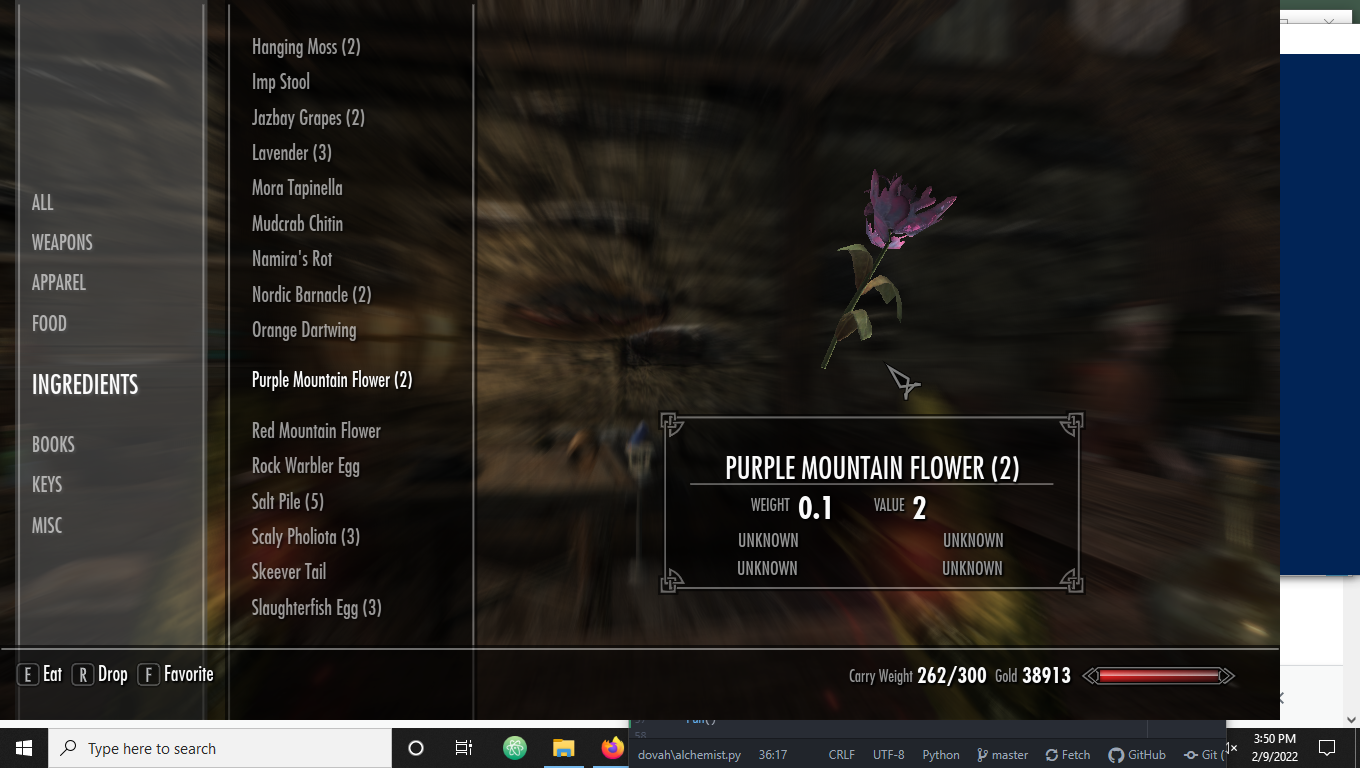 ALL
WEAPONS
APPAREL
FOOD
INGREDIENTS
BOOKS
KEYS
MISC
Hanging Moss (2)
Imp Stool
Jazbay Grapes (2)
Lavender (3)
Mora Tapinella
Mudcrab Chitin
Namira's Rot
Nordic Barnacle (2)
Orange Dartwing
Purple Mountain Flower (2)
Red Mountain Flower
Rock Warbler Egg
Salt Pile (5)
Scaly Pholiota (3)
Skeever Tail
Slaughterfish Egg (3)
PURPLE MOUNTAIN FLOWER (2)
WEIGHT 0.1 VALUE 2
UNKNOWN UNKNOWN
UNKNOWN UNKNOWN
E Eat R Drop F Favorite
Carry Weight 262/300 Gold 38913
58
Type here to search
dovah\alchemist.py 36:17 CRLF UTF-8 Python master Fetch GitHub Git (
3:50 PM
2/9/2022